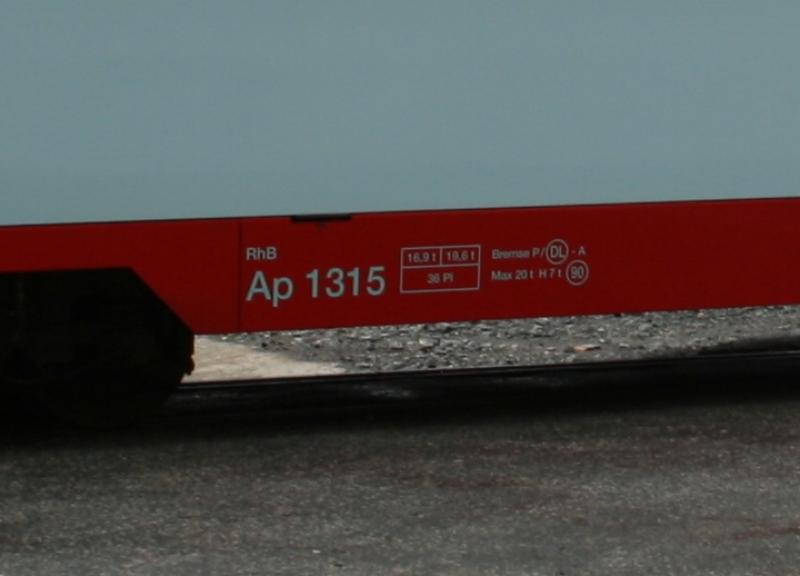 RhB
Ap 1315
16,9 t 19,6 t
36 Pl
Bremse P/ DL - A
Max 20 t H 7 t 90